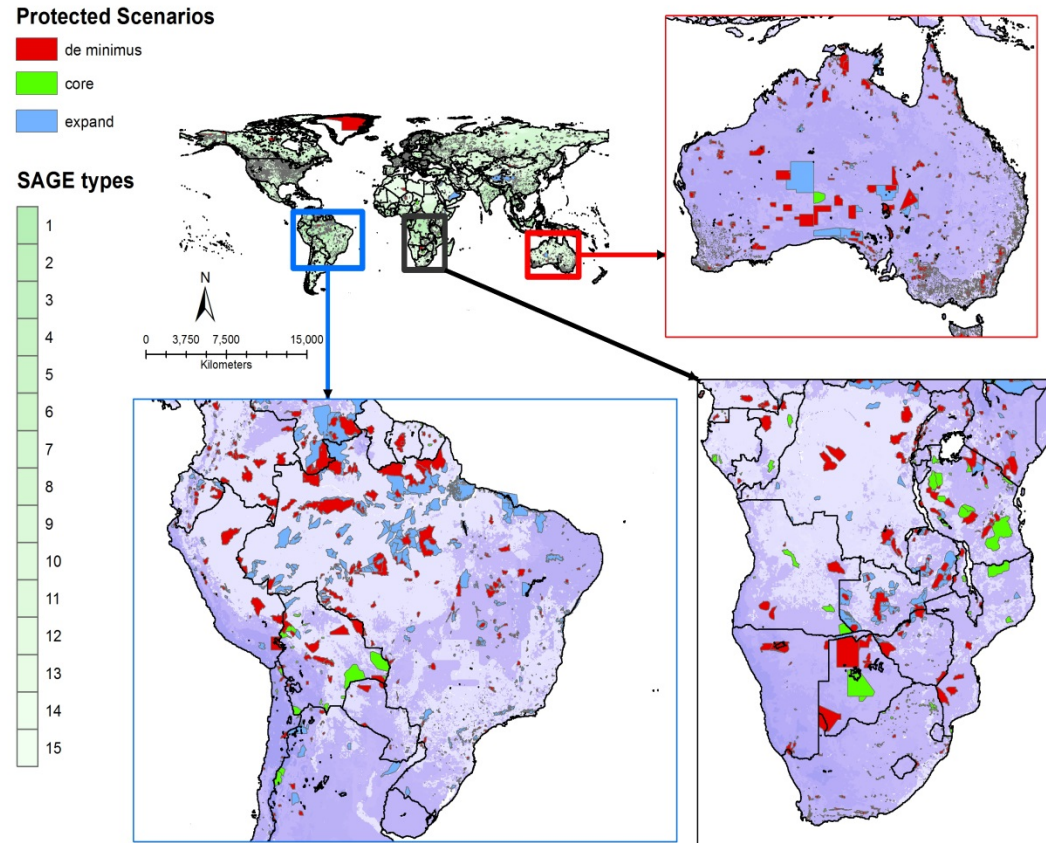 Protected Scenarios
de minimus
core
expand
SAGE types
1
2
3
4
5
6
7
8
9
10
11
12
13
14
15
N
0 3,750 7,500 15,000
Kilometers